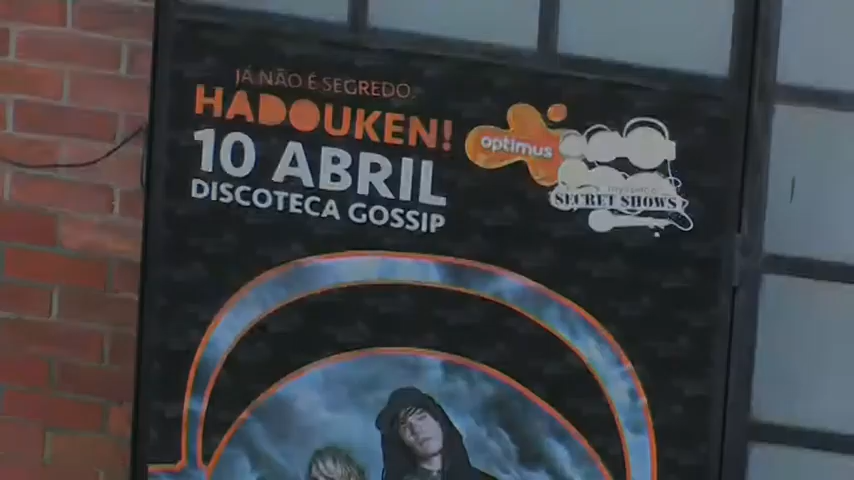 JÁ NÃO É SEGREDO.
HADOUKEN!
10 ABRIL
DISCOTECA GOSSIP
optimus
SECRET SHOWS